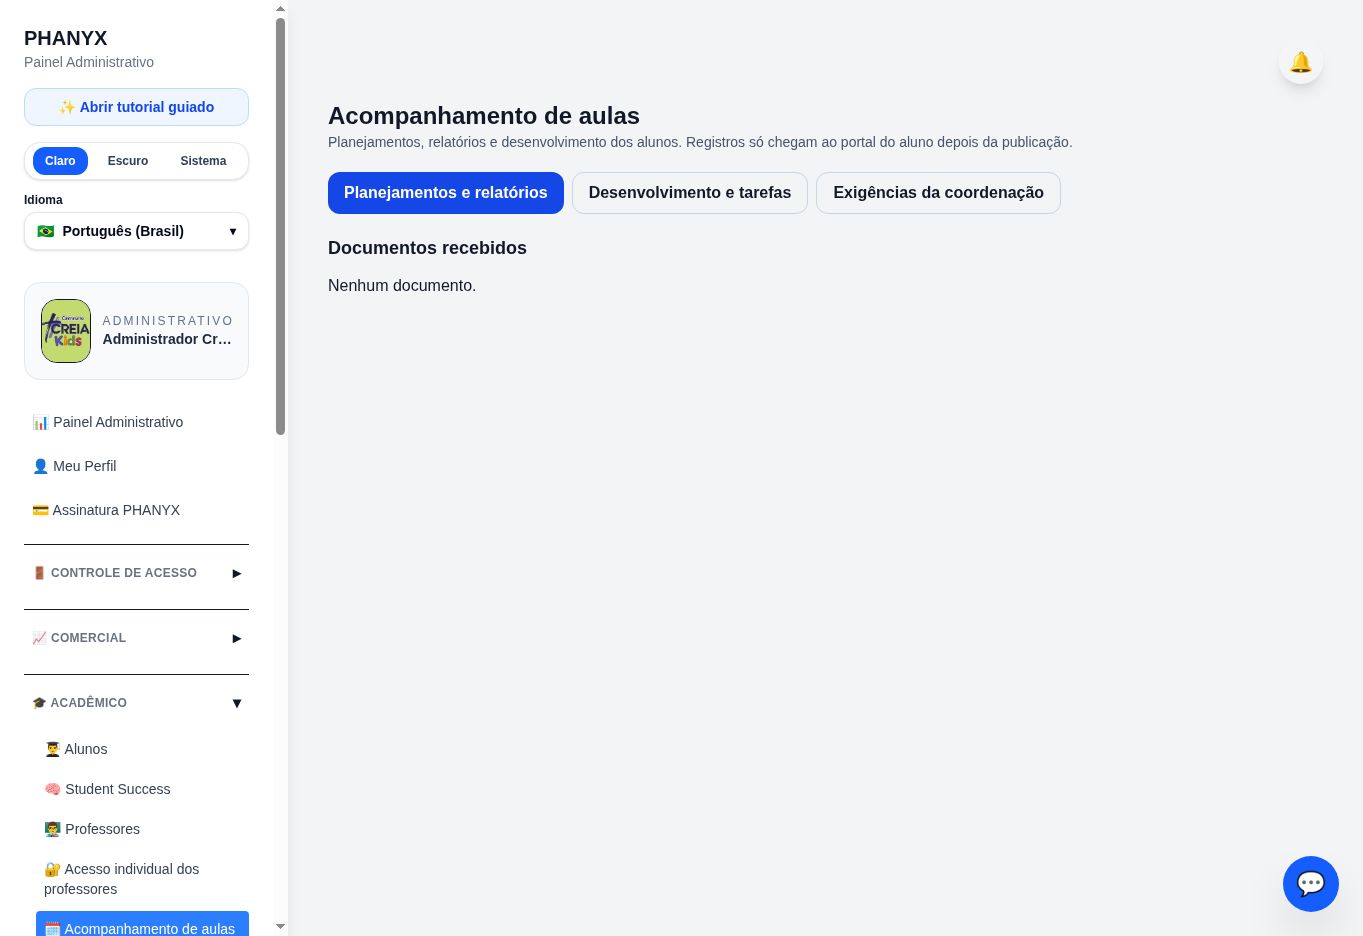 PHANYX
Painel Administrativo
✨ Abrir tutorial guiado
Claro Escuro Sistema
Idioma
🇧🇷 Português (Brasil) ▾
CREIA
Kids
ADMINISTRATIVO
Administrador Cr...
📊 Painel Administrativo
👤 Meu Perfil
💳 Assinatura PHANYX
🚪 CONTROLE DE ACESSO ▶
📈 COMERCIAL ▶
🎓 ACADÊMICO ▼
👨‍🎓 Alunos
🧠 Student Success
👨‍🏫 Professores
🔐 Acesso individual dos
professores
🗓️ Acompanhamento de aulas
🔔
Acompanhamento de aulas
Planejamentos, relatórios e desenvolvimento dos alunos. Registros só chegam ao portal do aluno depois da publicação.
Planejamentos e relatórios Desenvolvimento e tarefas Exigências da coordenação
Documentos recebidos
Nenhum documento.
💬